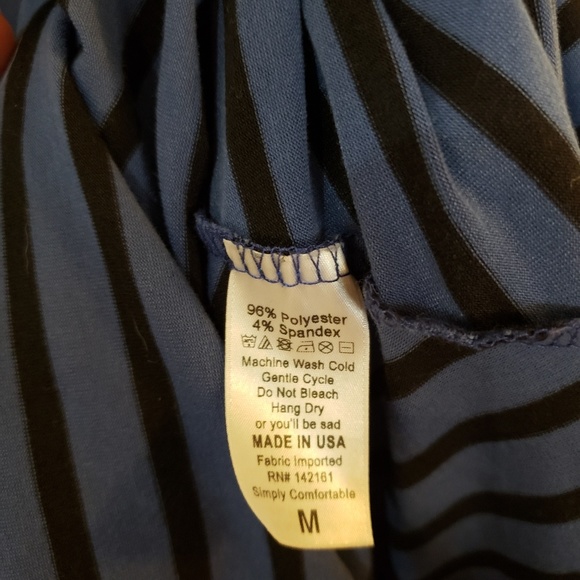 96% Polyester
4% Spandex
Machine Wash Cold
Gentle Cycle
Do Not Bleach
Hang Dry
or you'll be sad
MADE IN USA
Fabric Imported
RN# 142161
Simply Comfortable
M